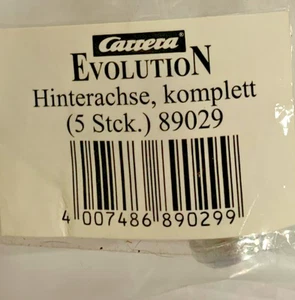 Carrera
EVOLUTION
Hinterachse, komplett
(5 Stck.) 89029
4 007486 890299